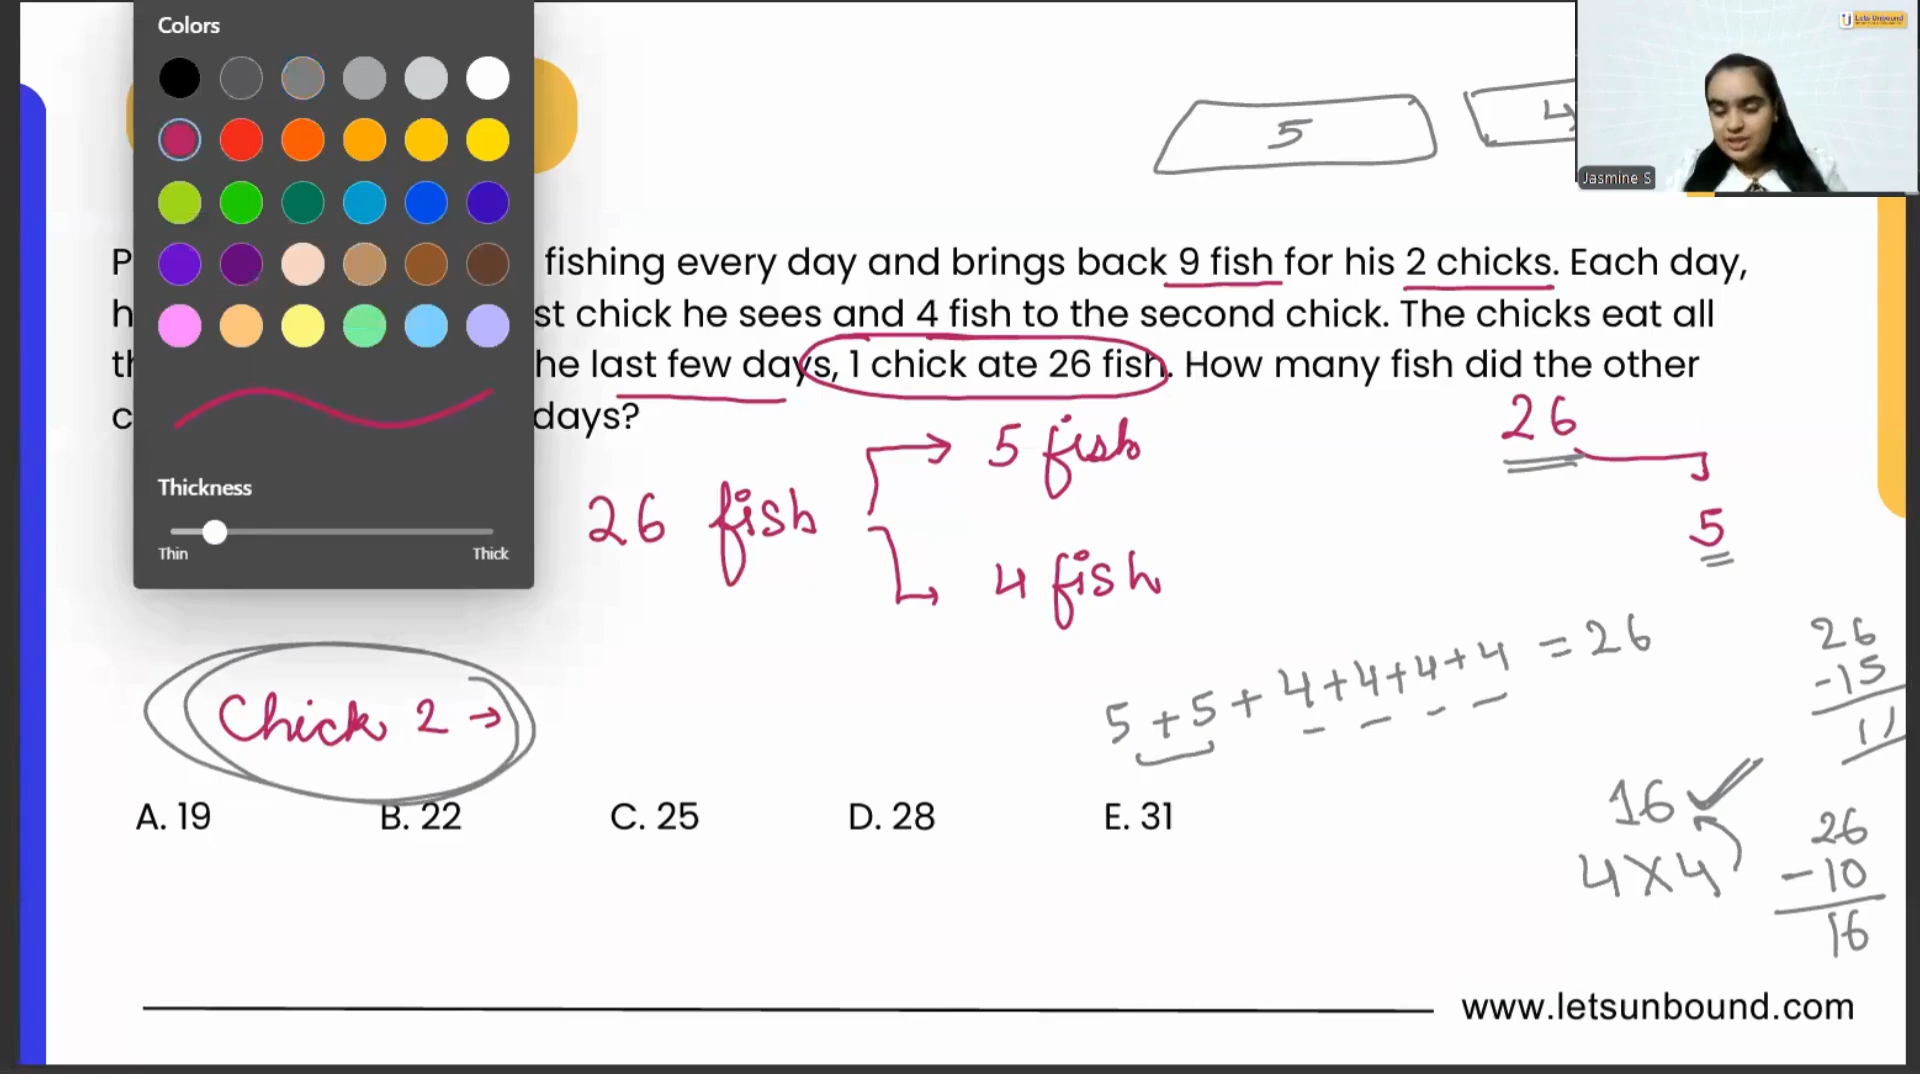 Colors
5
4
Lets Unbound
Jasmine S
P fishing every day and brings back 9 fish for his 2 chicks. Each day,
h st chick he sees and 4 fish to the second chick. The chicks eat all
th he last few days, 1 chick ate 26 fish. How many fish did the other
c days?
26
5 fish
Thickness
26 fish
5
Thin Thick
4 fish
5 + 5 + 4 + 4 + 4 + 4 = 26
26
-15
11
Chick 2 →
16 ✓
4 X 4
26
-10
16
A. 19 B. 22 C. 25 D. 28 E. 31
www.letsunbound.com